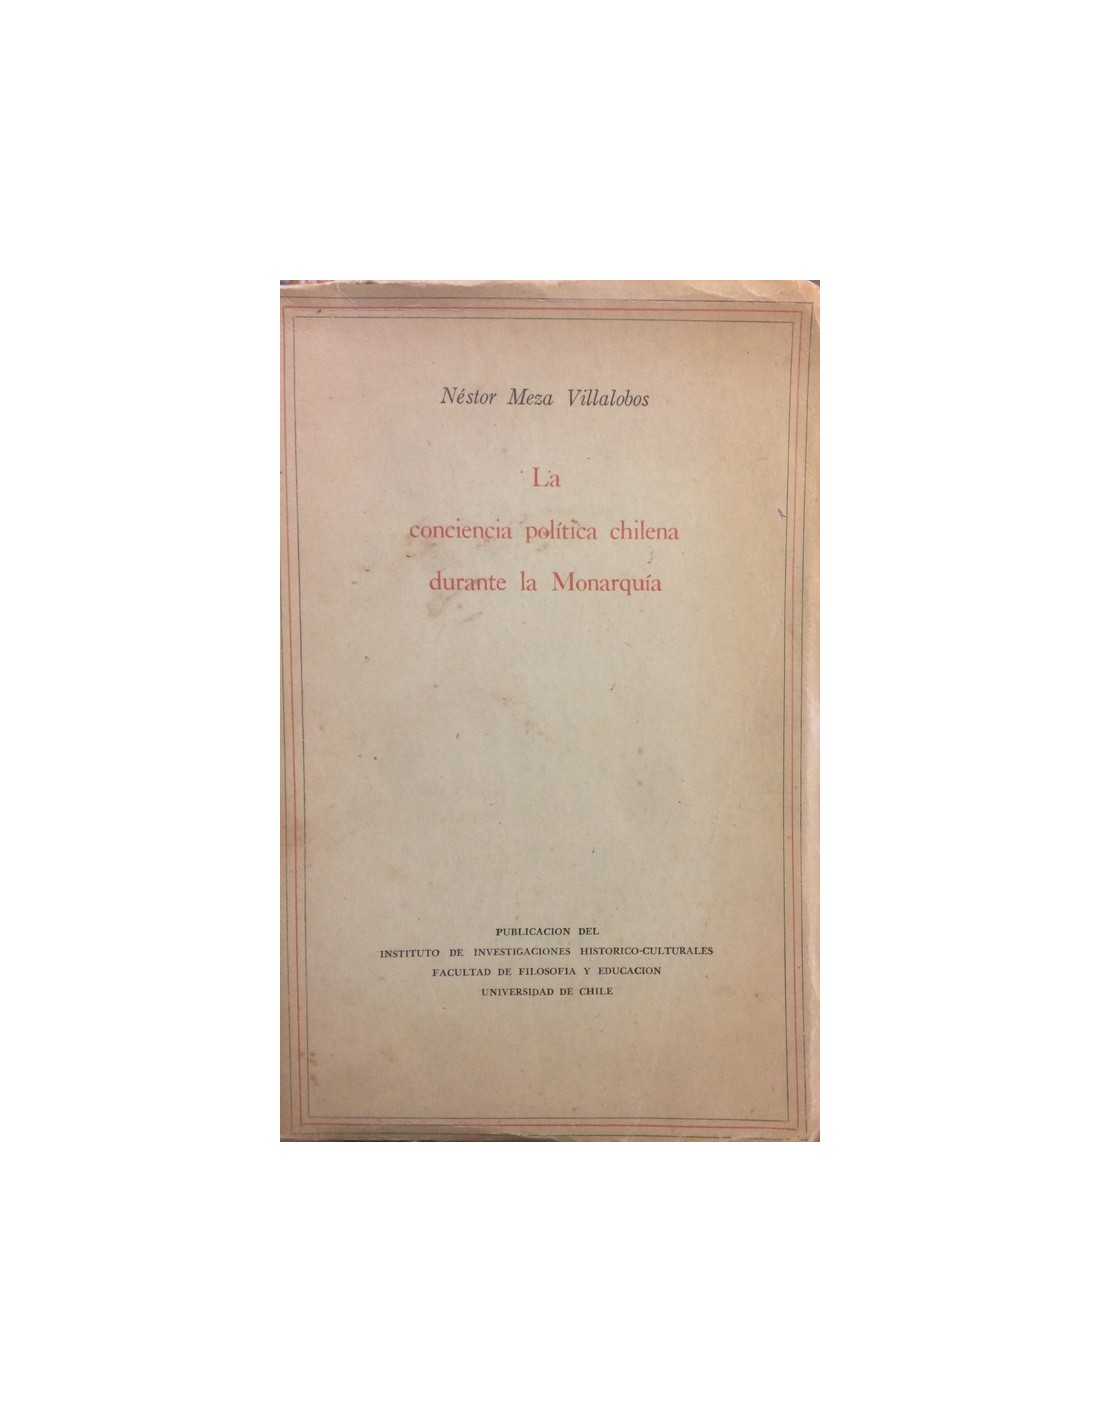 Néstor Meza Villalobos
La
conciencia política chilena
durante la Monarquía
PUBLICACION DEL
INSTITUTO DE INVESTIGACIONES HISTORICO-CULTURALES
FACULTAD DE FILOSOFIA Y EDUCACION
UNIVERSIDAD DE CHILE